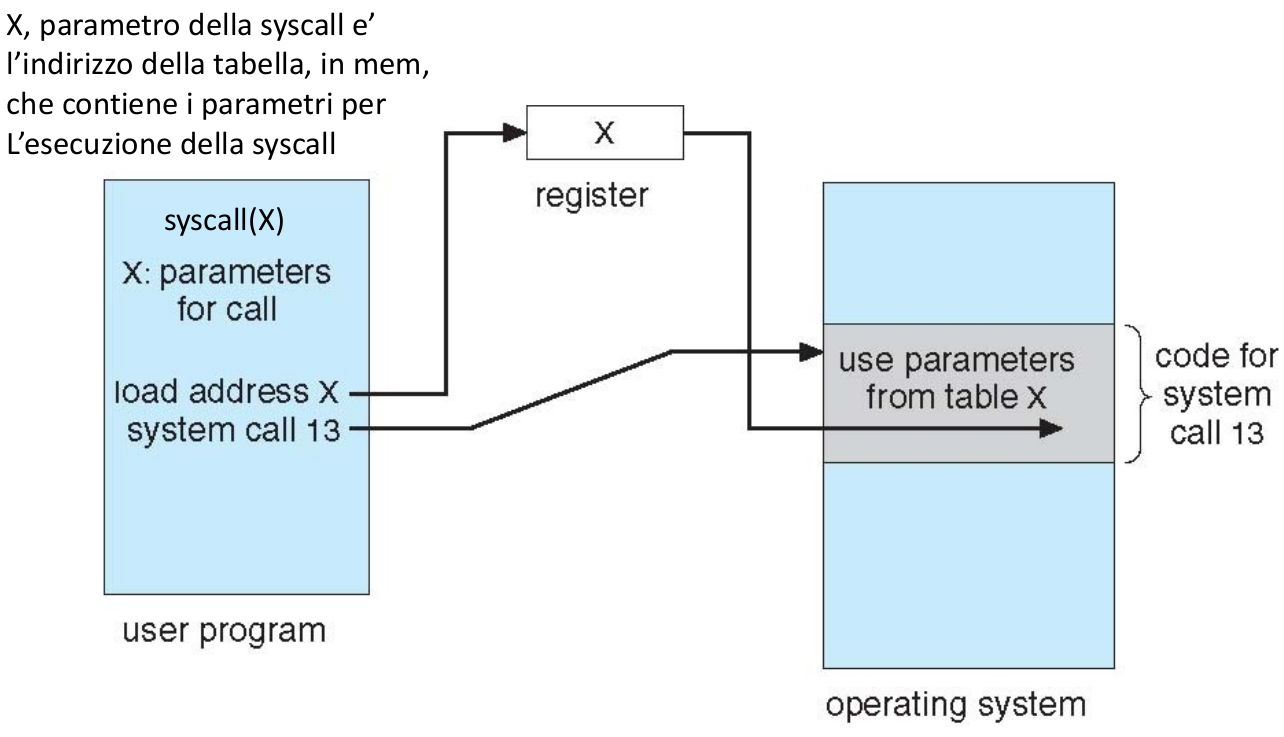 X, parametro della syscall e’
l’indirizzo della tabella, in mem,
che contiene i parametri per
L’esecuzione della syscall
X
register
syscall(X)
X: parameters
for call
load address X
system call 13
user program
use parameters
from table X
code for
system
call 13
operating system